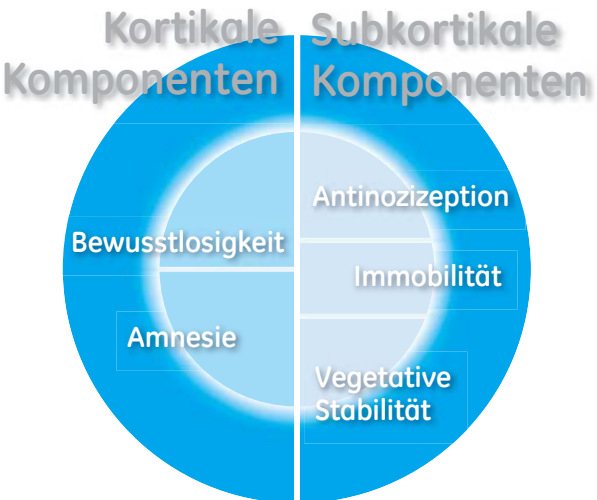 Kortikale
Komponenten
Subkortikale
Komponenten
Bewusstlosigkeit
Amnesie
Antinozizeption
Immobilität
Vegetative
Stabilität